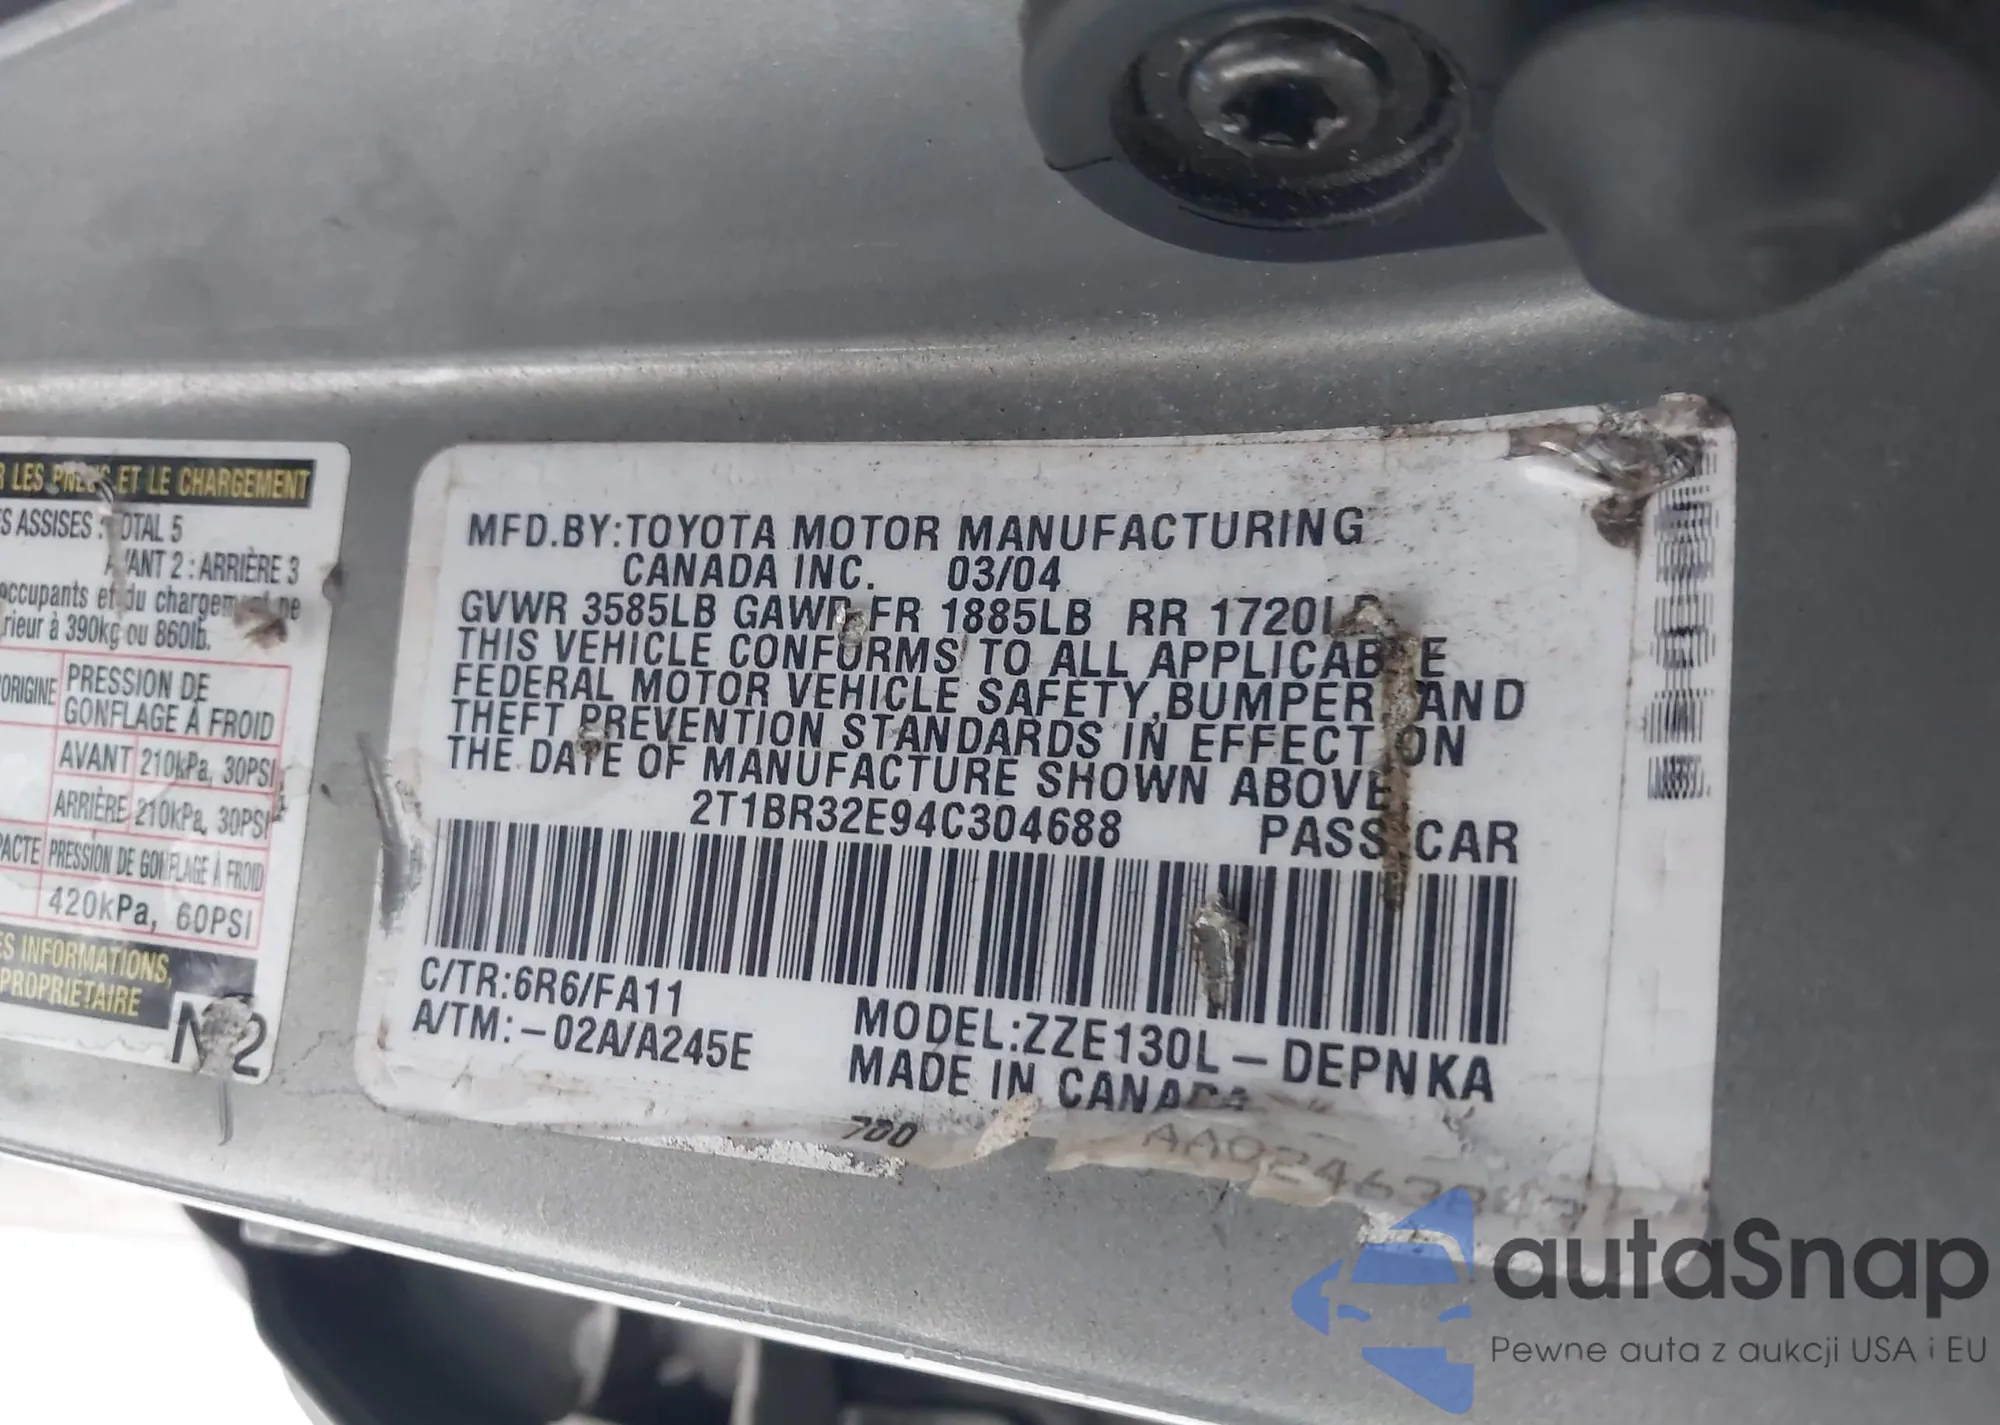 R LES PNEUS ET LE CHARGEMENT
ES ASSISES : TOTAL 5
AVANT 2 : ARRIÈRE 3
occupants et du chargement ne
rieur à 390kg ou 860lb.
ORIGINE
PRESSION DE
GONFLAGE À FROID
AVANT 210kPa, 30PSI
ARRIÈRE 210kPa, 30PSI
PACTE PRESSION DE GONFLAGE À FROID
420kPa, 60PSI
ES INFORMATIONS,
PROPRIÉTAIRE
N2
MFD.BY:TOYOTA MOTOR MANUFACTURING
CANADA INC. 03/04
GVWR 3585LB GAWR FR 1885LB RR 1720LB
THIS VEHICLE CONFORMS TO ALL APPLICABLE
FEDERAL MOTOR VEHICLE SAFETY,BUMPER AND
THEFT PREVENTION STANDARDS IN EFFECT ON
THE DATE OF MANUFACTURE SHOWN ABOVE.
2T1BR32E94C304688 PASS CAR
C/TR:6R6/FA11
A/TM:-02A/A245E
MODEL:ZZE130L-DEPNKA
MADE IN CANADA
700
autaSnap
Pewne auta z aukcji USA i EU